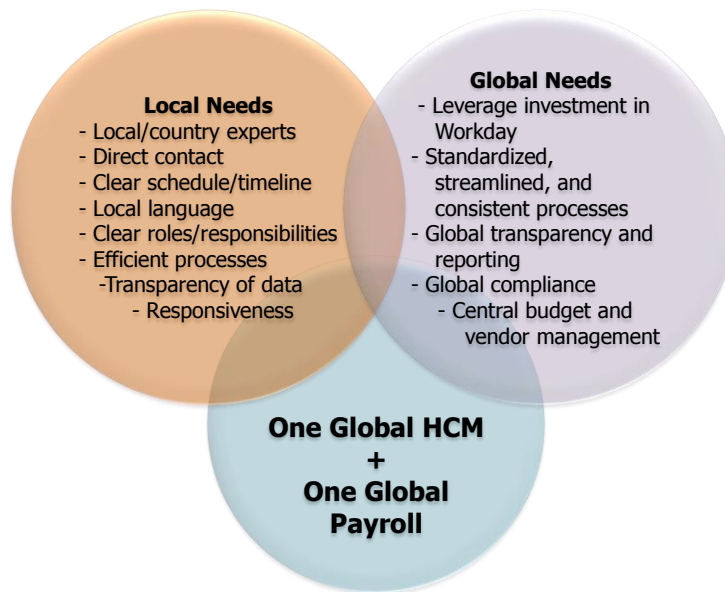 Local Needs
- Local/country experts
- Direct contact
- Clear schedule/timeline
- Local language
- Clear roles/responsibilities
- Efficient processes
-Transparency of data
- Responsiveness
Global Needs
- Leverage investment in
Workday
- Standardized,
streamlined, and
consistent processes
- Global transparency and
reporting
- Global compliance
- Central budget and
vendor management
One Global HCM
+
One Global
Payroll